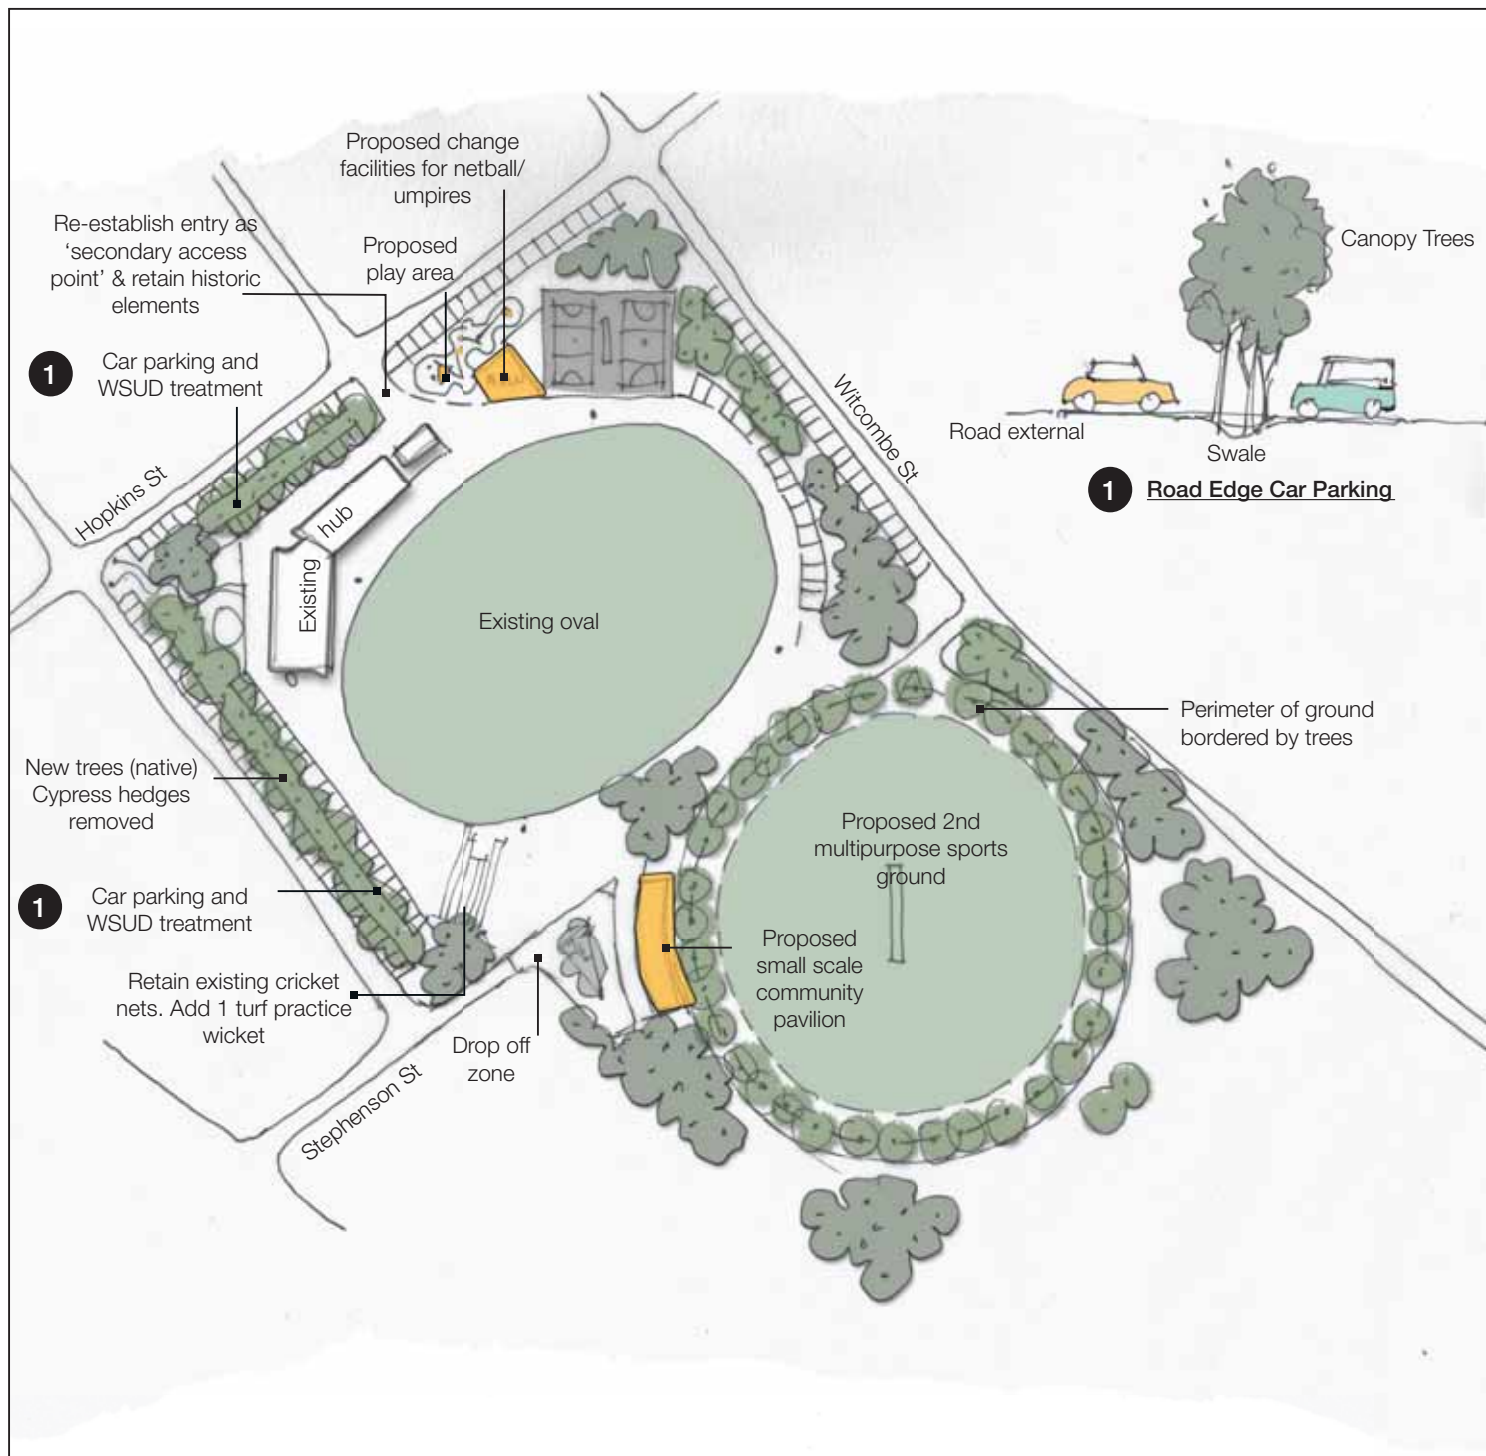 Proposed change
facilities for netball/
umpires
Re-establish entry as
‘secondary access
point’ & retain historic
elements
Proposed
play area
1
Car parking and
WSUD treatment
Hopkins St
Witcombe St
Canopy Trees
Road external
Swale
1 Road Edge Car Parking
Existing
hub
Existing oval
Perimeter of ground
bordered by trees
New trees (native)
Cypress hedges
removed
Proposed 2nd
multipurpose sports
ground
1
Car parking and
WSUD treatment
Proposed
small scale
community
pavilion
Retain existing cricket
nets. Add 1 turf practice
wicket
Drop off
zone
Stephenson St